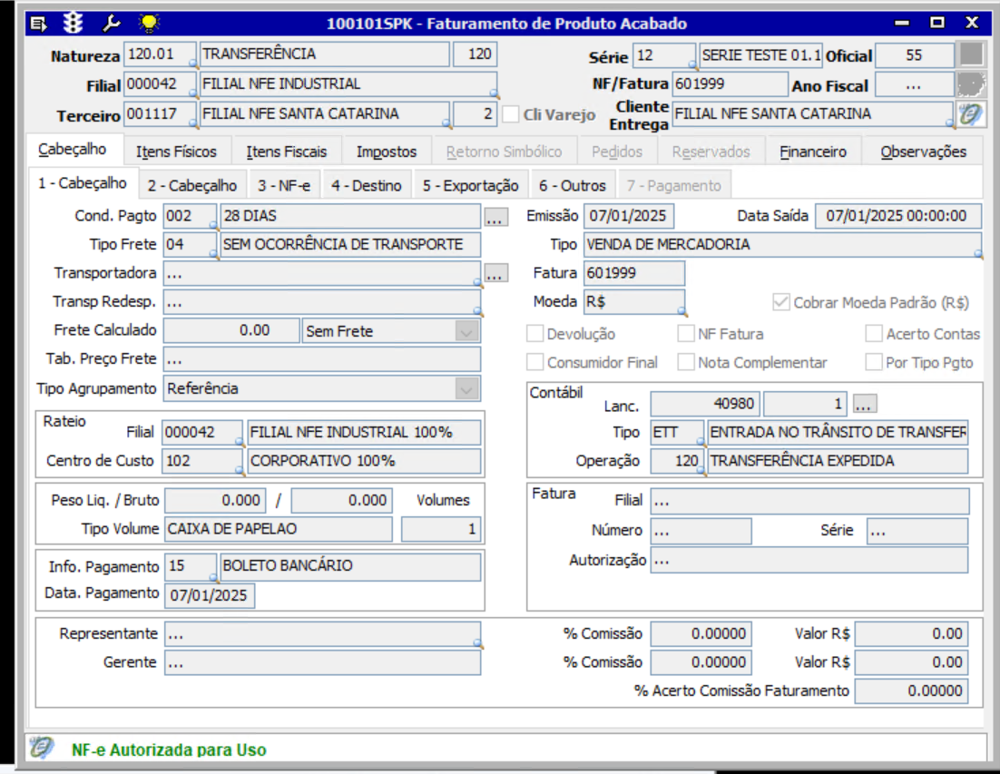 100101SPK - Faturamento de Produto Acabado
Natureza 120.01 TRANSFERÊNCIA 120 Série 12 SERIE TESTE 01.1 Oficial 55
Filial 000042 FILIAL NFE INDUSTRIAL NF/Fatura 601999 Ano Fiscal ...
Terceiro 001117 FILIAL NFE SANTA CATARINA 2 Cli Varejo Cliente Entrega FILIAL NFE SANTA CATARINA
Cabeçalho Itens Físicos Itens Fiscais Impostos Retorno Simbólico Pedidos Reservados Financeiro Observações
1 - Cabeçalho 2 - Cabeçalho 3 - NF-e 4 - Destino 5 - Exportação 6 - Outros 7 - Pagamento
Cond. Pagto 002 28 DIAS ... Emissão 07/01/2025 Data Saída 07/01/2025 00:00:00
Tipo Frete 04 SEM OCORRÊNCIA DE TRANSPORTE Tipo VENDA DE MERCADORIA
Transportadora ... ... Fatura 601999
Transp Redesp. ... Moeda R$ Cobrar Moeda Padrão (R$)
Frete Calculado 0.00 Sem Frete Devolução NF Fatura Acerto Contas
Tab. Preço Frete ... Consumidor Final Nota Complementar Por Tipo Pgto
Tipo Agrupamento Referência
Contábil
Lanc. 40980 1 ...
Rateio
Filial 000042 FILIAL NFE INDUSTRIAL 100% Tipo ETT ENTRADA NO TRÂNSITO DE TRANSFER
Centro de Custo 102 CORPORATIVO 100% Operação 120 TRANSFERÊNCIA EXPEDIDA
Peso Liq. / Bruto 0.000 / 0.000 Volumes Fatura Filial ...
Tipo Volume CAIXA DE PAPELAO 1 Número ... Série ...
Info. Pagamento 15 BOLETO BANCÁRIO Autorização ...
Data. Pagamento 07/01/2025
Representante ... % Comissão 0.00000 Valor R$ 0.00
Gerente ... % Comissão 0.00000 Valor R$ 0.00
% Acerto Comissão Faturamento 0.00000
NF-e Autorizada para Uso